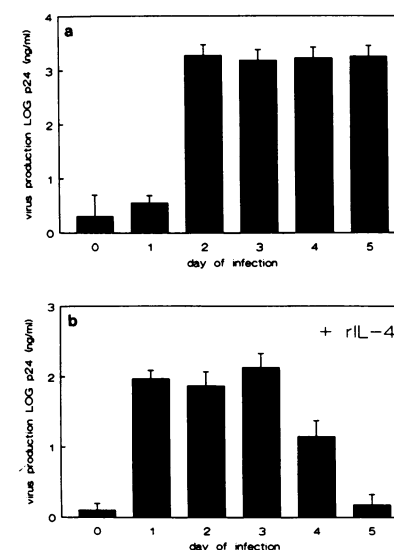 a
virus production LOG p24 (ng/ml)
4
3
2
1
0
0 1 2 3 4 5
day of infection
b
+ rIL-4
virus production LOG p24 (ng/ml)
3
2
1
0
0 1 2 3 4 5
day of infection